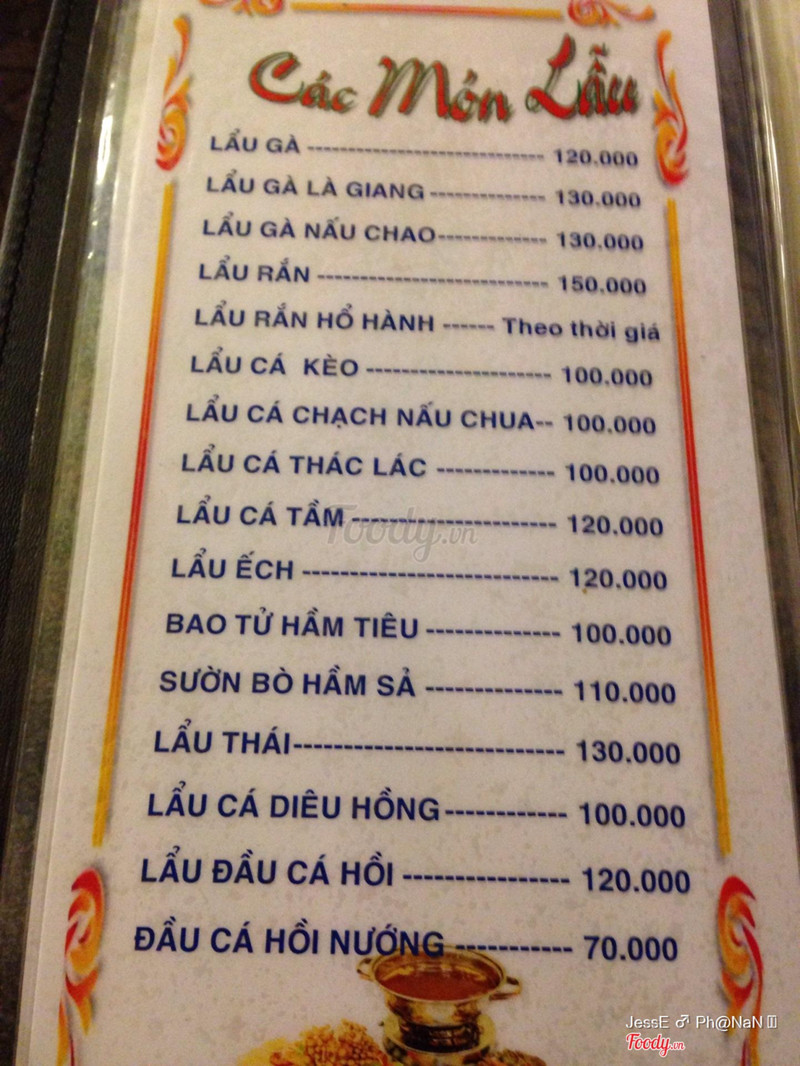 Các Món Lẩu
LẨU GÀ ---------------------------- 120.000
LẨU GÀ LÀ GIANG -------------- 130.000
LẨU GÀ NẤU CHAO------------- 130.000
LẨU RẮN --------------------------- 150.000
LẨU RẮN HỔ HÀNH ------ Theo thời giá
LẨU CÁ KÈO --------------------- 100.000
LẨU CÁ CHẠCH NẤU CHUA-- 100.000
LẨU CÁ THÁC LÁC ------------- 100.000
LẨU CÁ TẦM ----------------------- 120.000
LẨU ẾCH --------------------------- 120.000
BAO TỬ HẦM TIÊU -------------- 100.000
SƯỜN BÒ HẦM SẢ -------------- 110.000
LẨU THÁI--------------------------- 130.000
LẨU CÁ DIÊU HỒNG------------ 100.000
LẨU ĐẦU CÁ HỒI ---------------- 120.000
ĐẦU CÁ HỒI NƯỚNG ----------- 70.000
Foody.vn
JessE ♂ Ph@NaN
Foody.vn